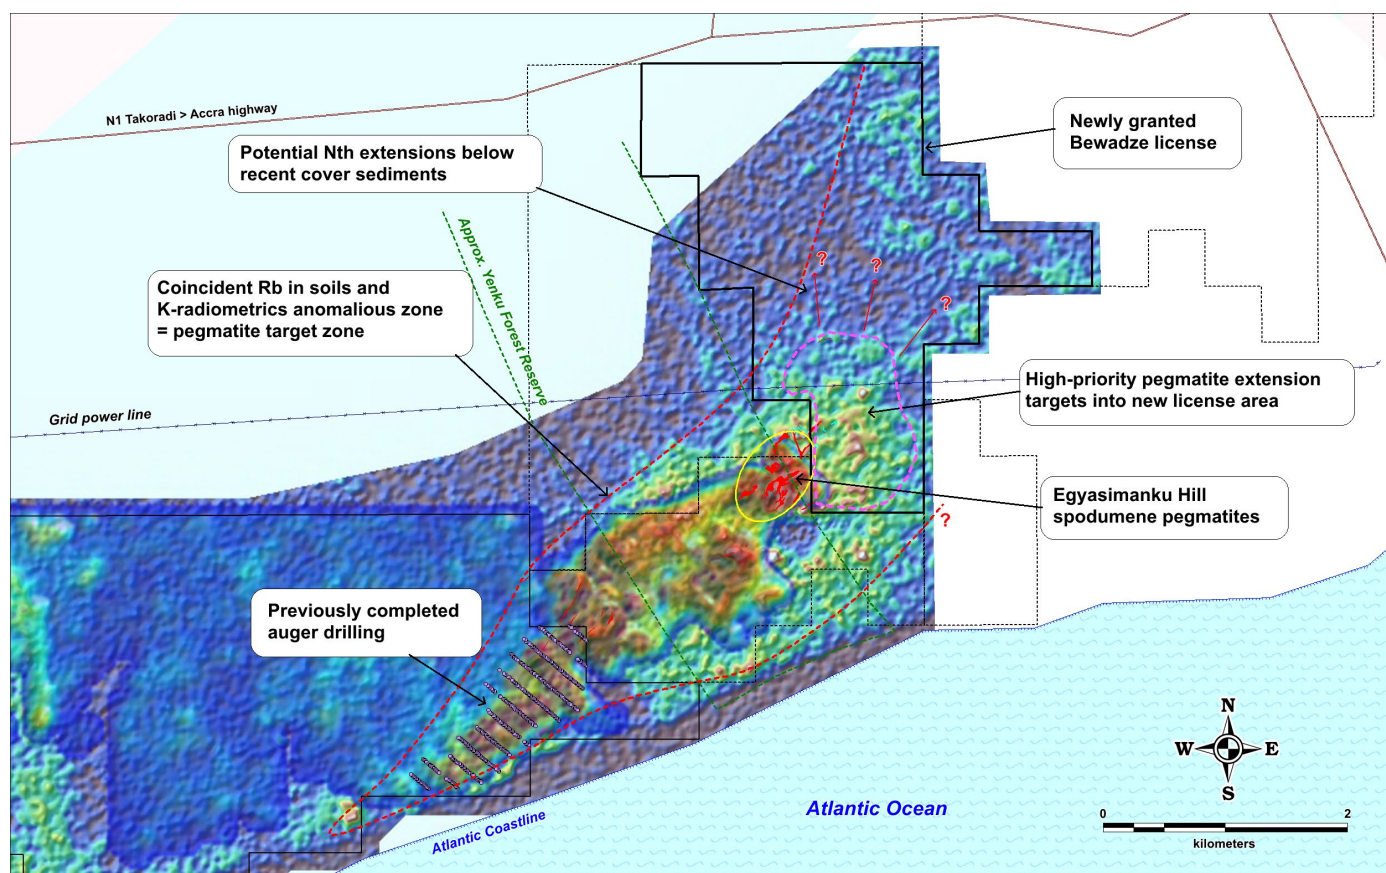 N1 Takoradi > Accra highway
Newly granted
Bewadze license
Potential Nth extensions below
recent cover sediments
Approx. Yenku Forest Reserve
?
?
?
Coincident Rb in soils and
K-radiometrics anomalious zone
= pegmatite target zone
High-priority pegmatite extension
targets into new license area
Grid power line
Egyasimanku Hill
spodumene pegmatites
?
Previously completed
auger drilling
N
W E
S
Atlantic Ocean
Atlantic Coastline
0 2
kilometers